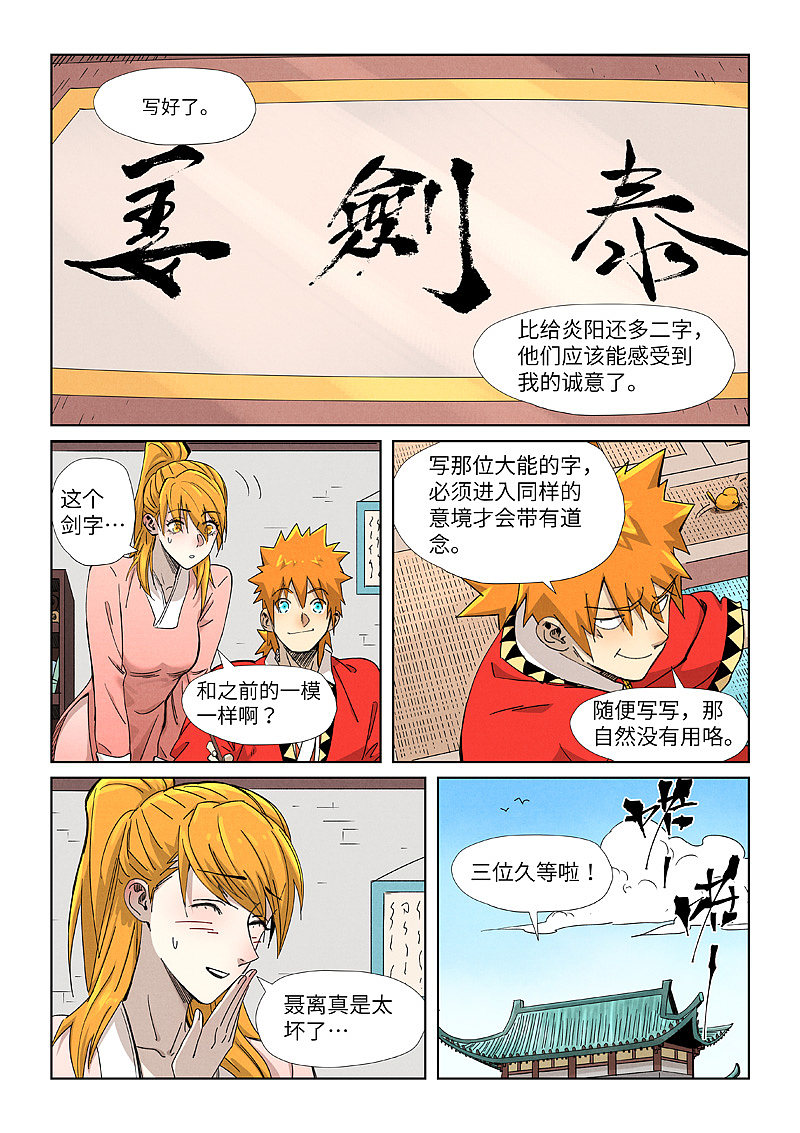 写好了。
姜 劍 泰
比给炎阳还多二字，
他们应该能感受到
我的诚意了。
这个
剑字…
和之前的一模
一样啊？
写那位大能的字，
必须进入同样的
意境才会带有道
念。
随便写写，那
自然没有用咯。
聂离真是太
坏了…
三位久等啦！